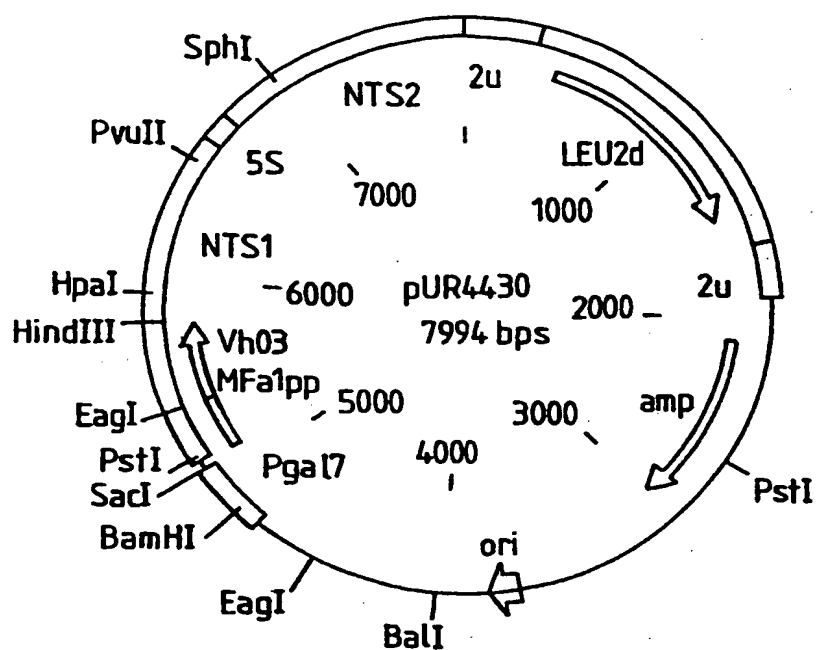 SphI
NTS2
2u
PvuII
5S
LEU2d
7000
1000
NTS1
HpaI
6000
pUR4430
2u
HindIII
7994 bps
2000
Vh03
MFa1pp
amp
EagI
5000
3000
PstI
Pgal7
4000
PstI
SacI
BamHI
ori
EagI
BalI